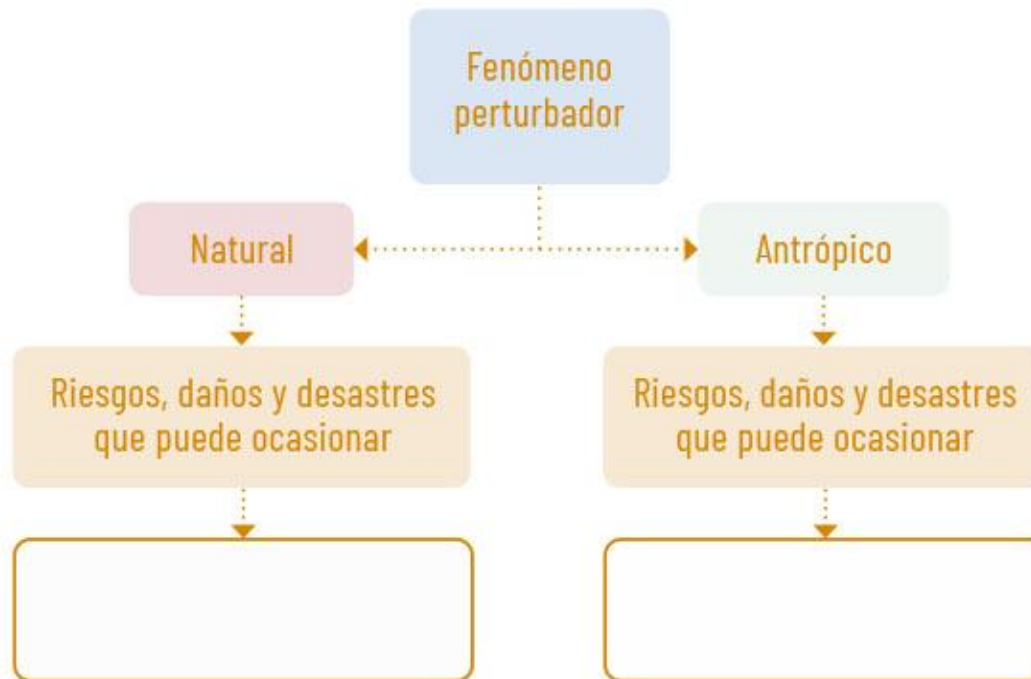 Fenómeno
perturbador
Natural
Antrópico
Riesgos, daños y desastres
que puede ocasionar
Riesgos, daños y desastres
que puede ocasionar